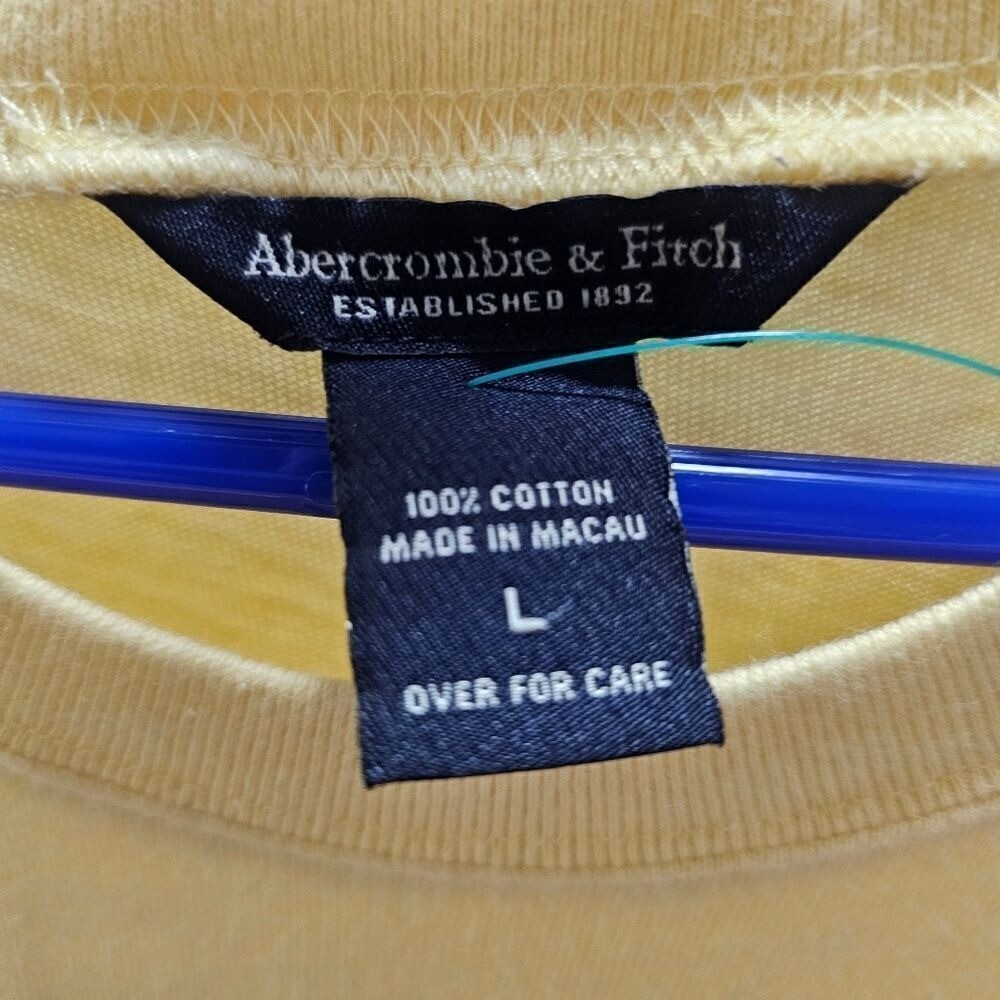 Abercrombie & Fitch
ESTABLISHED 1892
100% COTTON
MADE IN MACAU
L
OVER FOR CARE